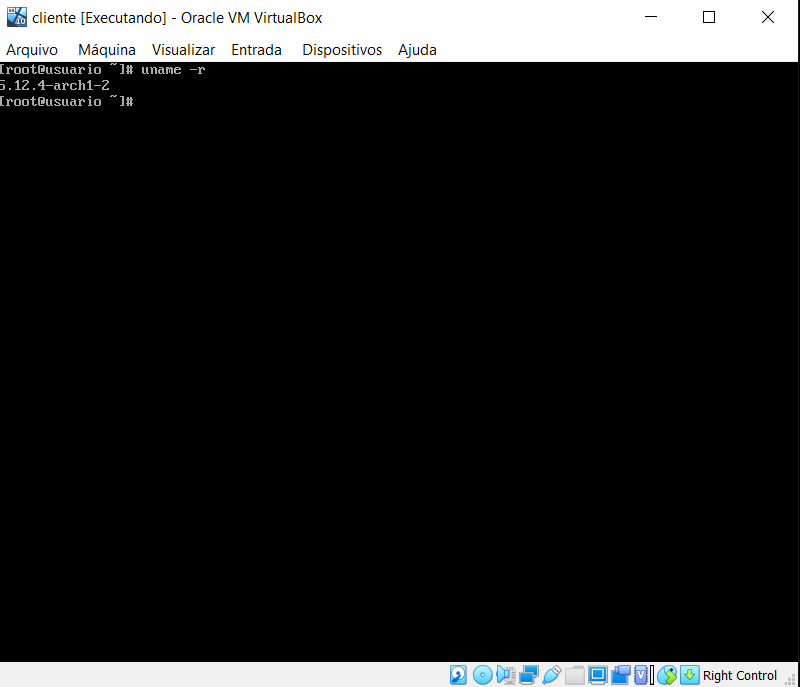 cliente [Executando] - Oracle VM VirtualBox
Arquivo Máquina Visualizar Entrada Dispositivos Ajuda
[root@usuario ~]# uname -r
5.12.4-arch1-2
[root@usuario ~]#
Right Control